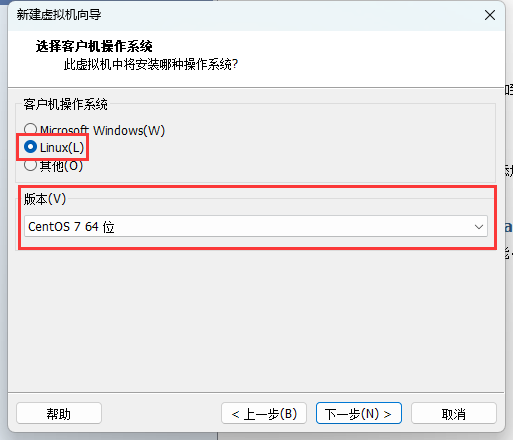 新建虚拟机向导
选择客户机操作系统
此虚拟机中将安装哪种操作系统?
客户机操作系统
Microsoft Windows(W)
Linux(L)
其他(O)
版本(V)
CentOS 7 64 位
帮助
< 上一步(B)
下一步(N) >
取消